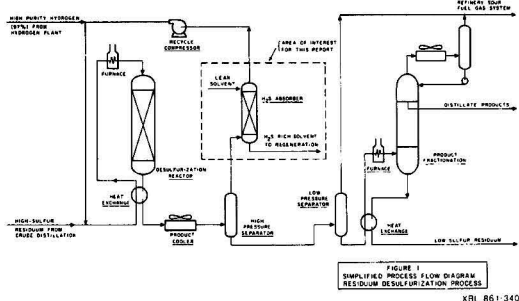 HIGH PURITY HYDROGEN
(97%) FROM
HYDROGEN PLANT
RECYCLE
COMPRESSOR
REFINERY SOUR
FUEL GAS SYSTEM
FURNACE
AREA OF INTEREST
FOR THIS REPORT
LEAN
SOLVENT
H2S ABSORBER
H2S RICH SOLVENT
TO REGENERATION
DISTILLATE PRODUCTS
DESULFURIZATION
REACTOR
PRODUCT
FRACTIONATION
FURNACE
HEAT
EXCHANGE
HIGH-SULFUR
RESIDUUM FROM
CRUDE DISTILLATION
PRODUCT
COOLER
HIGH
PRESSURE
SEPARATOR
LOW
PRESSURE
SEPARATOR
HEAT
EXCHANGE
LOW SULFUR RESIDUUM
FIGURE 1
SIMPLIFIED PROCESS FLOW DIAGRAM
RESIDUUM DESULFURIZATION PROCESS
XBL 861-340